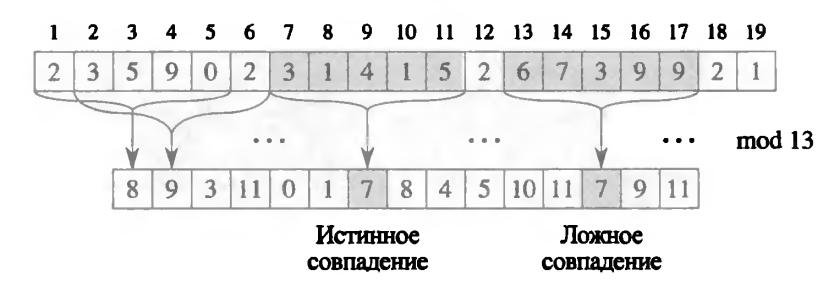 1 2 3 4 5 6 7 8 9 10 11 12 13 14 15 16 17 18 19
2 3 5 9 0 2 3 1 4 1 5 2 6 7 3 9 9 2 1
... ... ... mod 13
8 9 3 11 0 1 7 8 4 5 10 11 7 9 11
Истинное Ложное
совпадение совпадение